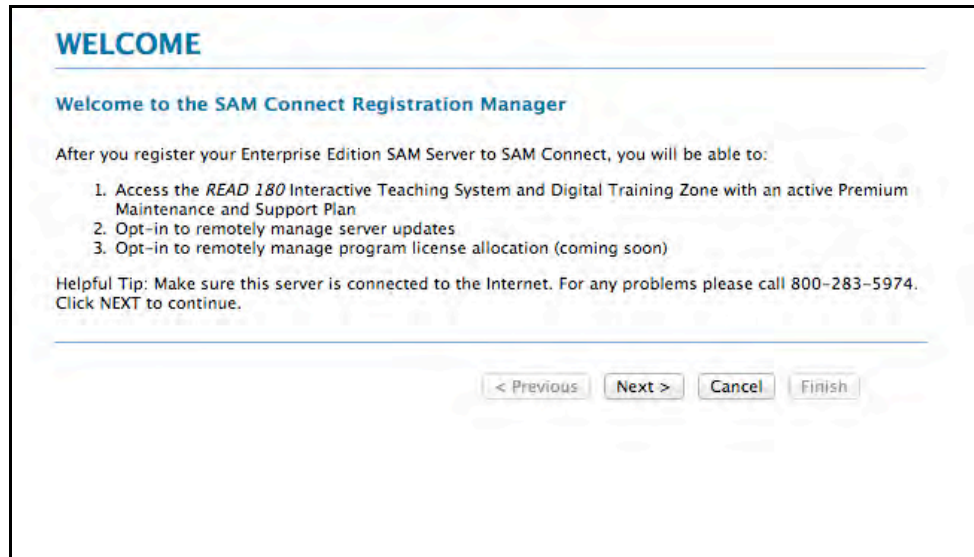 WELCOME
Welcome to the SAM Connect Registration Manager
After you register your Enterprise Edition SAM Server to SAM Connect, you will be able to:
1. Access the READ 180 Interactive Teaching System and Digital Training Zone with an active Premium
Maintenance and Support Plan
2. Opt-in to remotely manage server updates
3. Opt-in to remotely manage program license allocation (coming soon)
Helpful Tip: Make sure this server is connected to the Internet. For any problems please call 800-283-5974.
Click NEXT to continue.
< Previous Next > Cancel Finish